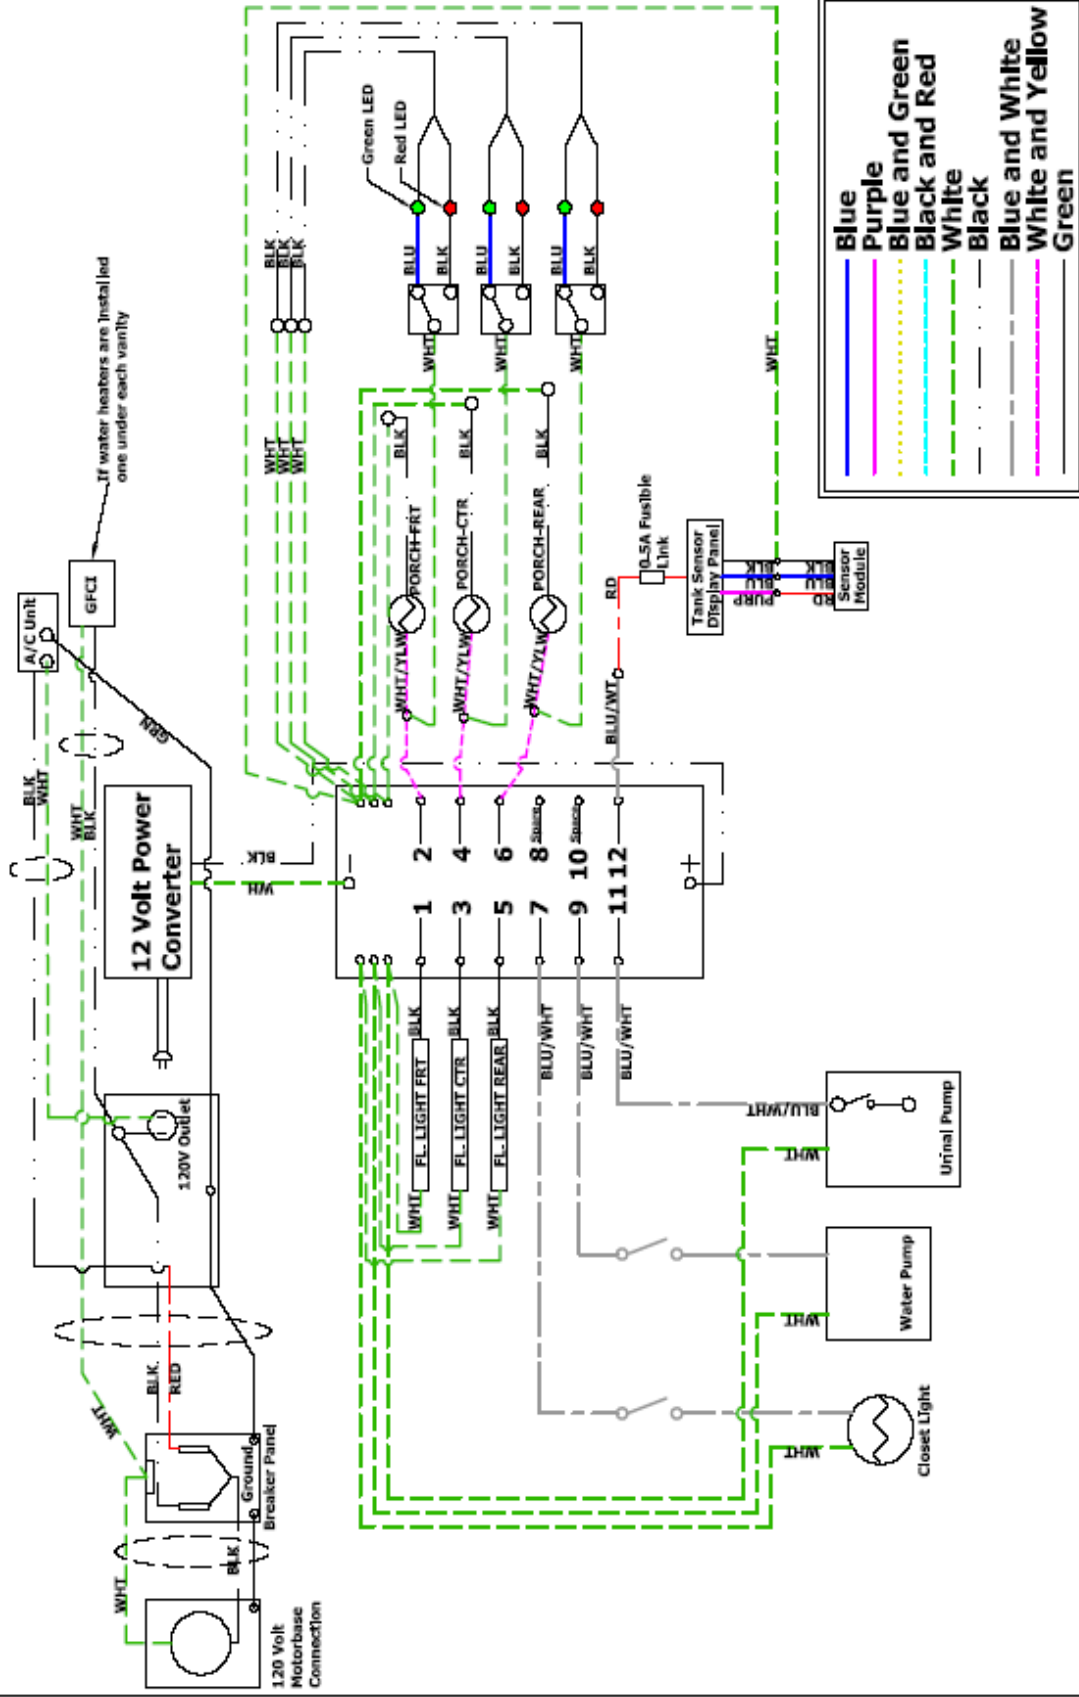 120 Volt
Motorbase
Connection
WHT
BLK
Ground
Breaker Panel
WHT
BLK
RED
120V Outlet
12 Volt Power
Converter
BLK
WHT
WHT
BLK
GRN
A/C Unit
GFCI
If water heaters are installed
one under each vanity
WH
BLK
WHT
WHT
WHT
BLK
BLK
BLK
Green LED
Red LED
BLU
BLK
BLU
BLK
BLU
BLK
WHT
WHT
WHT
BLK
BLK
BLK
PORCH-FRT
PORCH-CTR
PORCH-REAR
WHT/YLW
WHT/YLW
WHT/YLW
1 2
3 4
5 6
7 8 Space
9 10 Space
11 12
- +
WHT FL. LIGHT FRT BLK
WHT FL. LIGHT CTR BLK
WHT FL. LIGHT REAR BLK
BLU/WHT
BLU/WHT
BLU/WHT
BLU/WT
RD
0.5A Fusible
Link
WHT
Tank Sensor
Display Panel
PURP
BLU
BLK
RD
BLU
BLK
Sensor
Module
BLU/WHT
WHT
Urinal Pump
WHT
Water Pump
WHT
Closet Light
Blue
Purple
Blue and Green
Black and Red
White
Black
Blue and White
White and Yellow
Green